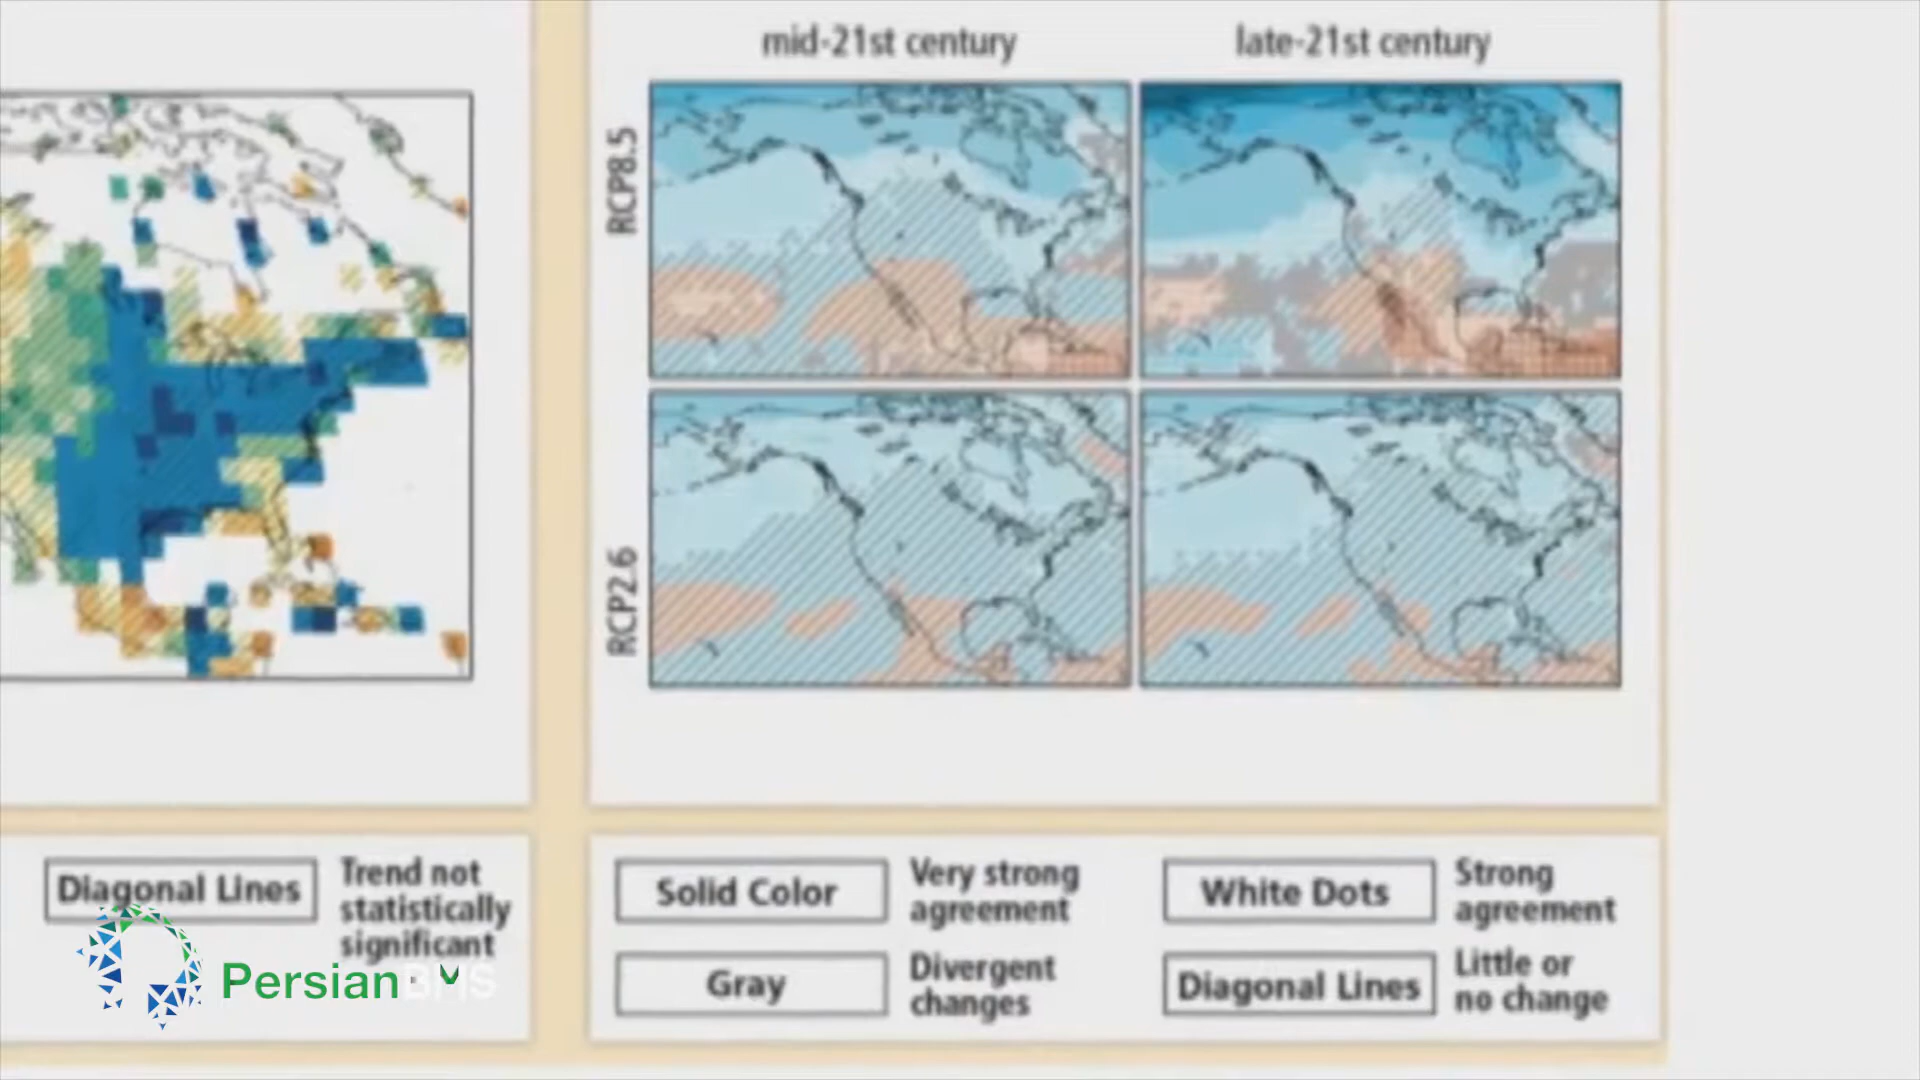 mid-21st century
late-21st century
RCP8.5
RCP2.6
Diagonal Lines
Trend not
statistically
significant
Solid Color
Very strong
agreement
White Dots
Strong
agreement
Gray
Divergent
changes
Diagonal Lines
Little or
no change
PersianBMS